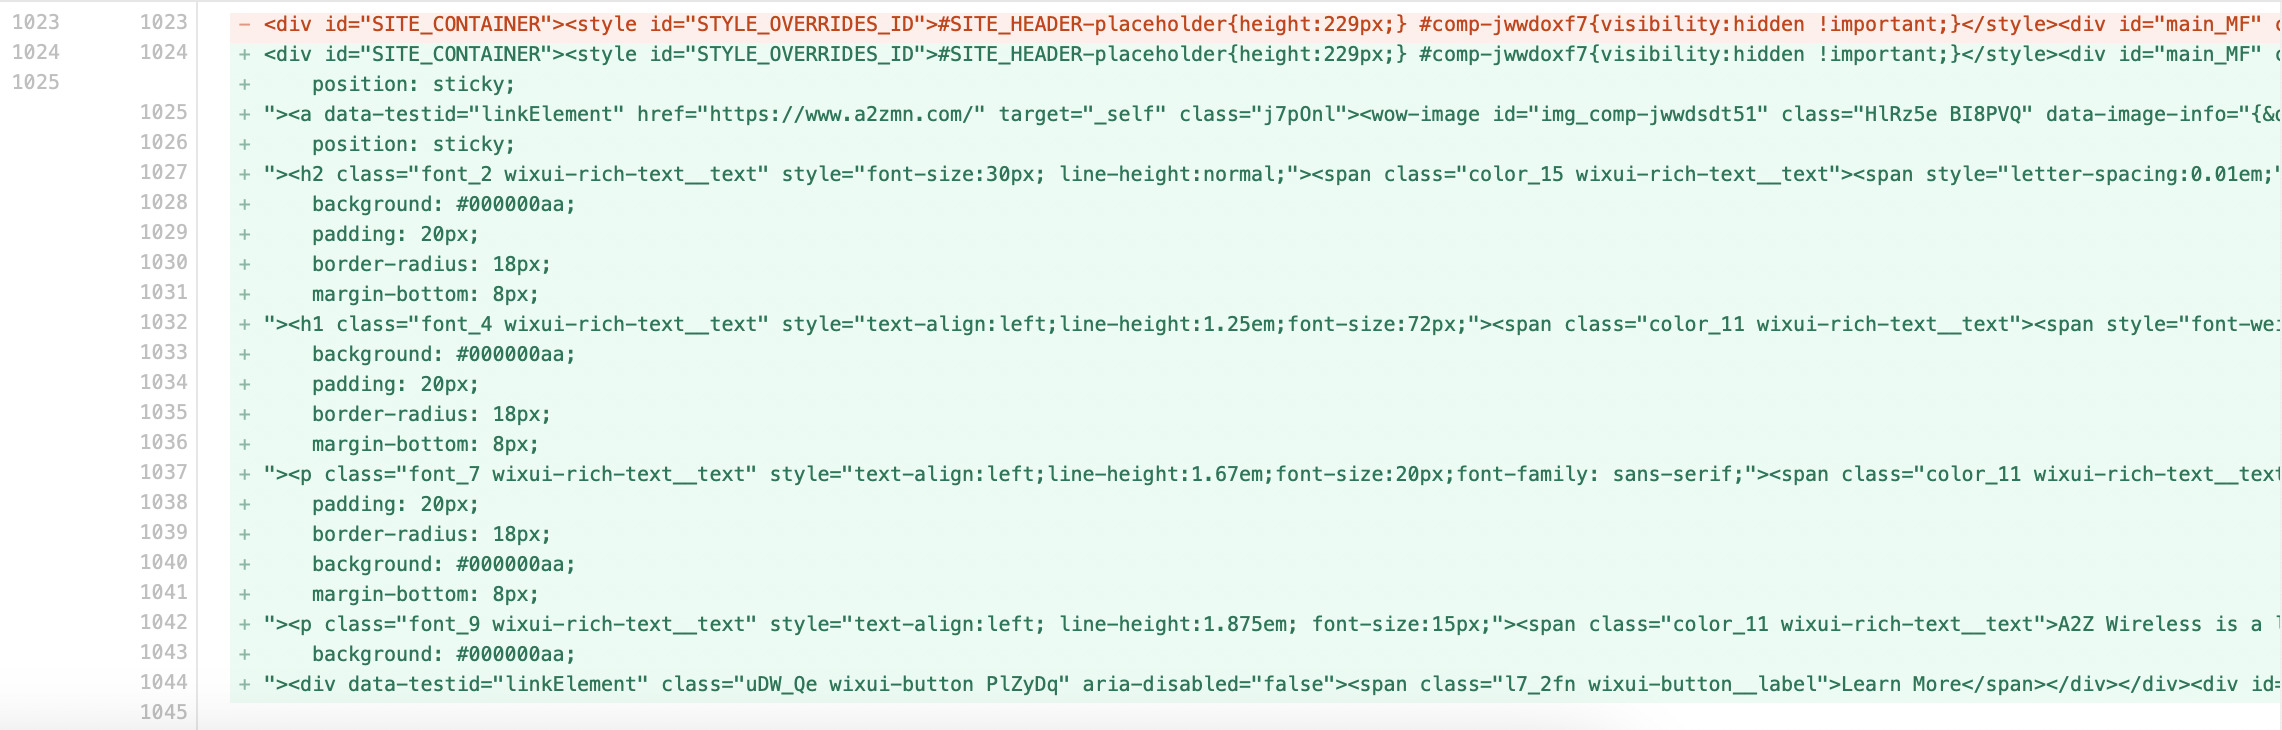 1023 1023 - <div id="SITE_CONTAINER"><style id="STYLE_OVERRIDES_ID">#SITE_HEADER-placeholder{height:229px;} #comp-jwwdoxf7{visibility:hidden !important;}</style><div id="main_MF"
1024 1024 + <div id="SITE_CONTAINER"><style id="STYLE_OVERRIDES_ID">#SITE_HEADER-placeholder{height:229px;} #comp-jwwdoxf7{visibility:hidden !important;}</style><div id="main_MF"
1025 + position: sticky;
1025 + "><a data-testid="linkElement" href="https://www.a2zmn.com/" target="_self" class="j7pOnl"><wow-image id="img_comp-jwwdsdt51" class="HlRz5e BI8PVQ" data-image-info="{&
1026 + position: sticky;
1027 + "><h2 class="font_2 wixui-rich-text__text" style="font-size:30px; line-height:normal;"><span class="color_15 wixui-rich-text__text"><span style="letter-spacing:0.01em;"
1028 + background: #000000aa;
1029 + padding: 20px;
1030 + border-radius: 18px;
1031 + margin-bottom: 8px;
1032 + "><h1 class="font_4 wixui-rich-text__text" style="text-align:left;line-height:1.25em;font-size:72px;"><span class="color_11 wixui-rich-text__text"><span style="font-wei
1033 + background: #000000aa;
1034 + padding: 20px;
1035 + border-radius: 18px;
1036 + margin-bottom: 8px;
1037 + "><p class="font_7 wixui-rich-text__text" style="text-align:left;line-height:1.67em;font-size:20px;font-family: sans-serif;"><span class="color_11 wixui-rich-text__text
1038 + padding: 20px;
1039 + border-radius: 18px;
1040 + background: #000000aa;
1041 + margin-bottom: 8px;
1042 + "><p class="font_9 wixui-rich-text__text" style="text-align:left; line-height:1.875em; font-size:15px;"><span class="color_11 wixui-rich-text__text">A2Z Wireless is a
1043 + background: #000000aa;
1044 + "><div data-testid="linkElement" class="uDW_Qe wixui-button PlZyDq" aria-disabled="false"><span class="l7_2fn wixui-button__label">Learn More</span></div></div><div id=
1045